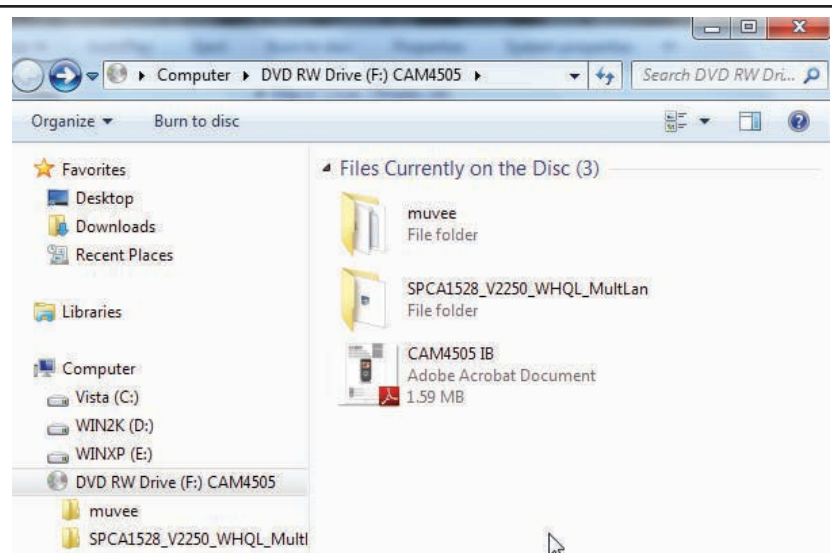 Computer ▸ DVD RW Drive (F:) CAM4505 ▸
Search DVD RW Dri...
Organize ▾ Burn to disc
Favorites
Desktop
Downloads
Recent Places
Libraries
Computer
Vista (C:)
WIN2K (D:)
WINXP (E:)
DVD RW Drive (F:) CAM4505
muvee
SPCA1528_V2250_WHQL_Multl
Files Currently on the Disc (3)
muvee
File folder
SPCA1528_V2250_WHQL_MultLan
File folder
CAM4505 IB
Adobe Acrobat Document
1.59 MB